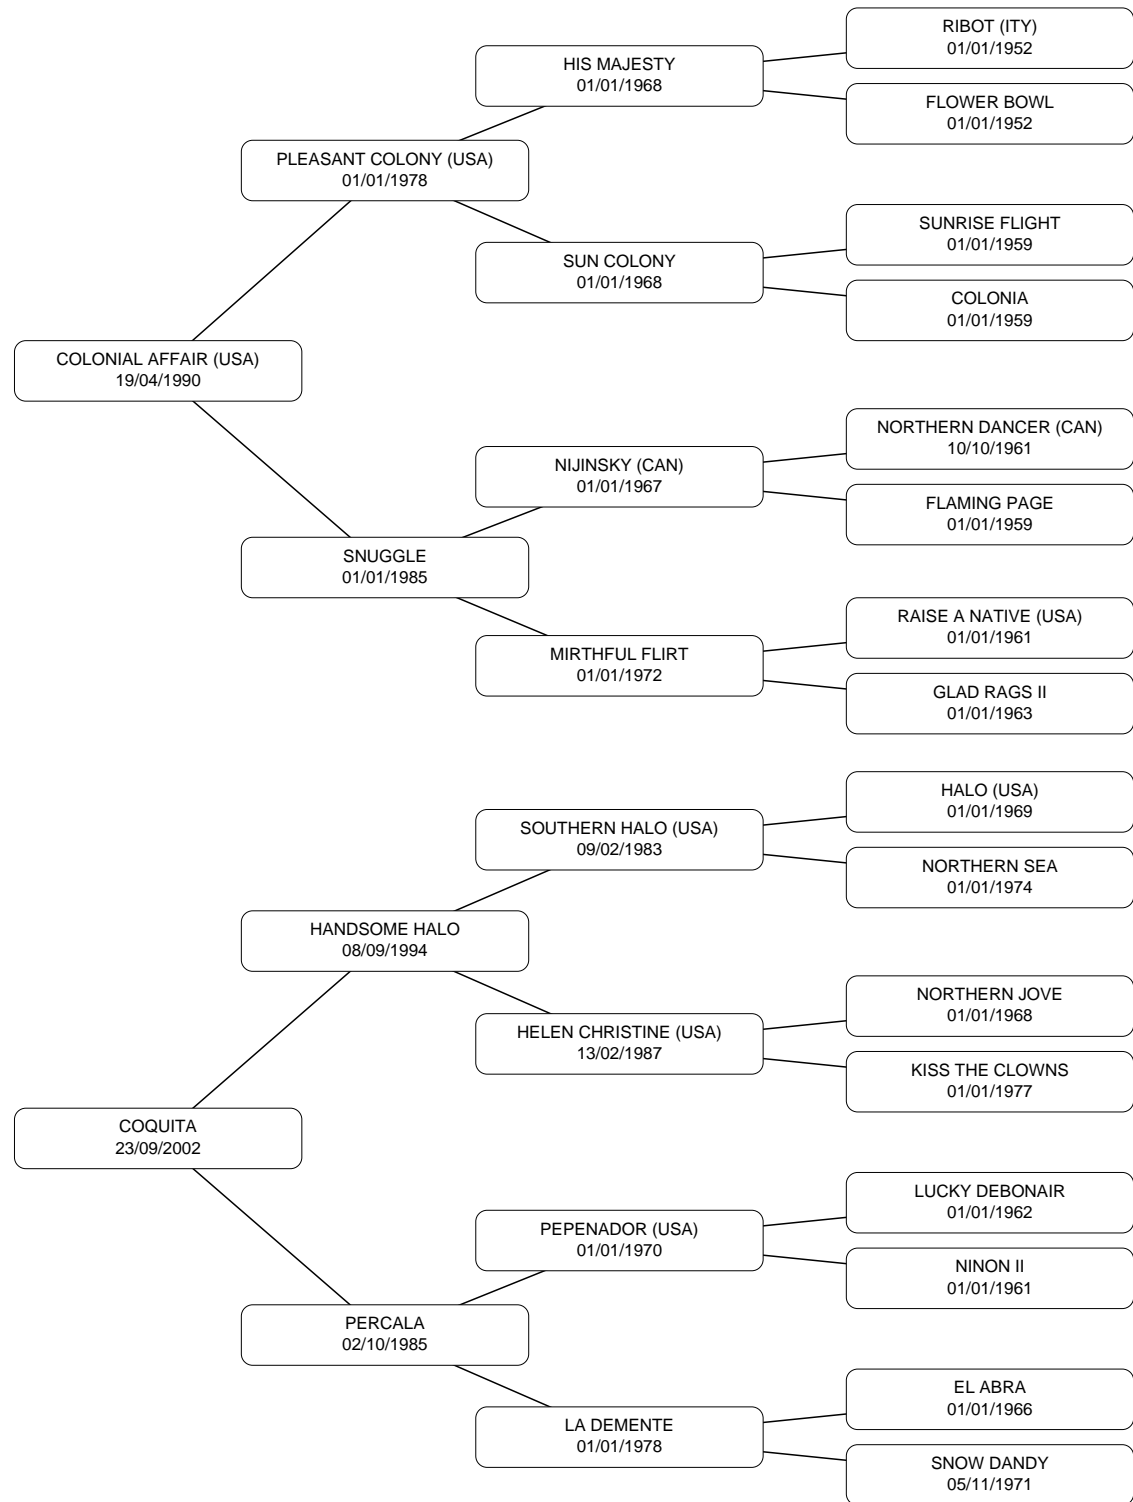 RIBOT (ITY)
01/01/1952
HIS MAJESTY
01/01/1968
FLOWER BOWL
01/01/1952
PLEASANT COLONY (USA)
01/01/1978
SUNRISE FLIGHT
01/01/1959
SUN COLONY
01/01/1968
COLONIA
01/01/1959
COLONIAL AFFAIR (USA)
19/04/1990
NORTHERN DANCER (CAN)
10/10/1961
NIJINSKY (CAN)
01/01/1967
FLAMING PAGE
01/01/1959
SNUGGLE
01/01/1985
RAISE A NATIVE (USA)
01/01/1961
MIRTHFUL FLIRT
01/01/1972
GLAD RAGS II
01/01/1963
HALO (USA)
01/01/1969
SOUTHERN HALO (USA)
09/02/1983
NORTHERN SEA
01/01/1974
HANDSOME HALO
08/09/1994
NORTHERN JOVE
01/01/1968
HELEN CHRISTINE (USA)
13/02/1987
KISS THE CLOWNS
01/01/1977
COQUITA
23/09/2002
LUCKY DEBONAIR
01/01/1962
PEPENADOR (USA)
01/01/1970
NINON II
01/01/1961
PERCALA
02/10/1985
EL ABRA
01/01/1966
LA DEMENTE
01/01/1978
SNOW DANDY
05/11/1971